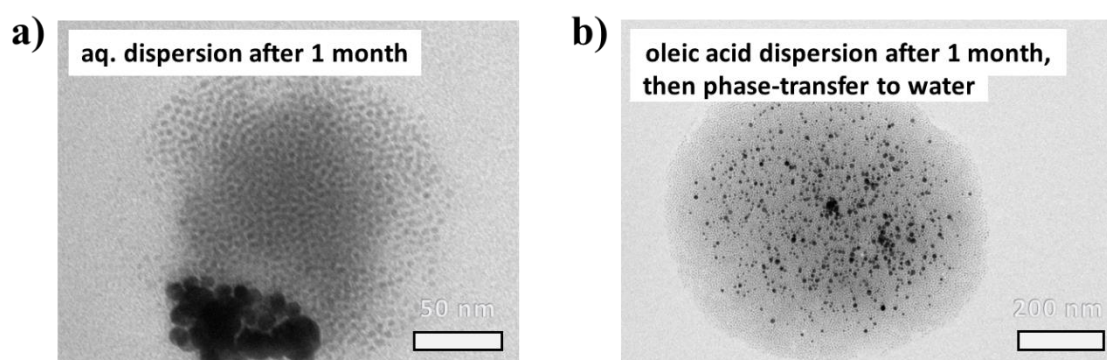 a)
aq. dispersion after 1 month
50 nm
b)
oleic acid dispersion after 1 month,
then phase-transfer to water
200 nm